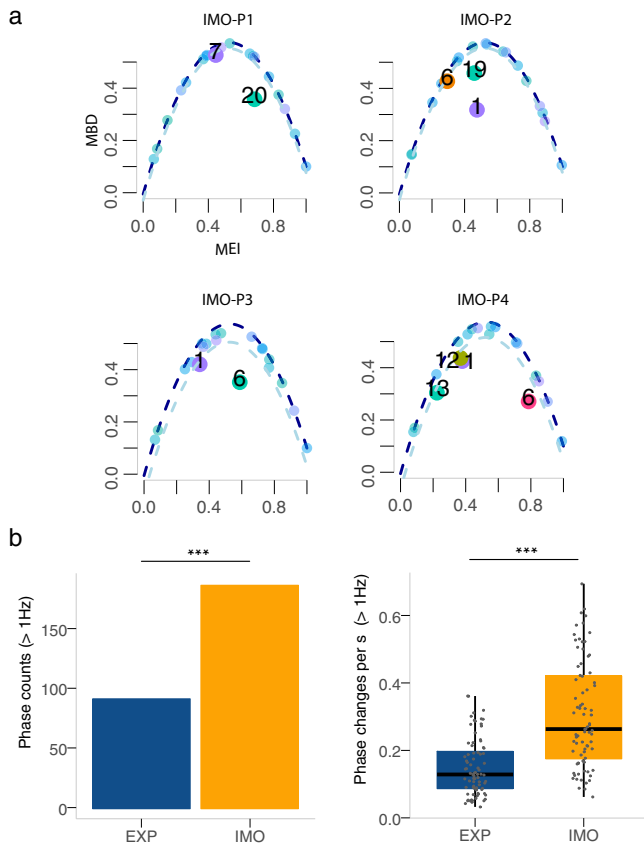 a
IMO-P1
IMO-P2
MBD
0.0 0.2 0.4
7
20
0.0 0.4 0.8
MEI
0.0 0.2 0.4
6
19
1
0.0 0.4 0.8
IMO-P3
IMO-P4
0.0 0.2 0.4
1
6
0.0 0.4 0.8
0.0 0.2 0.4
12
1
13
6
0.0 0.4 0.8
b
***
Phase counts (> 1Hz)
150
100
50
0
EXP IMO
***
Phase changes per s (> 1Hz)
0.6
0.4
0.2
0.0
EXP IMO